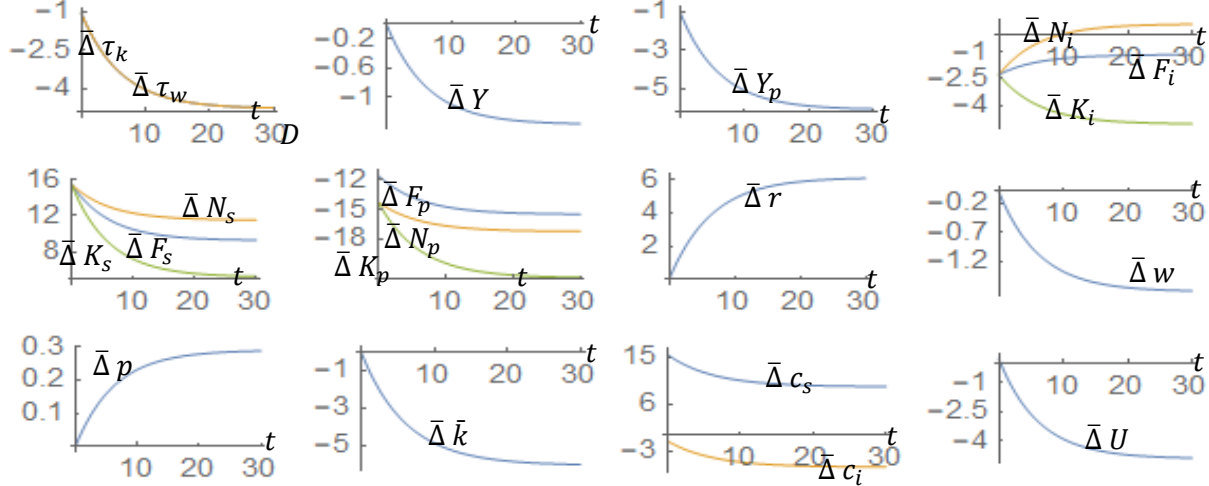 −1 t −1 t −1 t
−2.5 Δ̄ τ_k −0.2 10 20 30 −3 10 20 30 Δ̄ N_i t
−4 Δ̄ τ_w −0.6 Δ̄ Y −5 Δ̄ Y_p −1 10 20 30 Δ̄ F_i
10 20 30 D t −1 −2.5 −4 Δ̄ K_i
16 12 8 Δ̄ N_s Δ̄ K_s Δ̄ F_s t 10 20 30
−12 −15 −18 Δ̄ F_p Δ̄ N_p Δ̄ K_p t 10 20 30
6 4 2 Δ̄ r t 10 20 30
t −0.2 −0.7 −1.2 10 20 30 Δ̄ w
0.3 0.2 0.1 Δ̄ p t 10 20 30
−1 −3 −5 t 10 20 30 Δ̄ k̄
15 6 −3 Δ̄ c_s t 10 20 30 Δ̄ c_i
−1 −2.5 −4 t 10 20 30 Δ̄ U